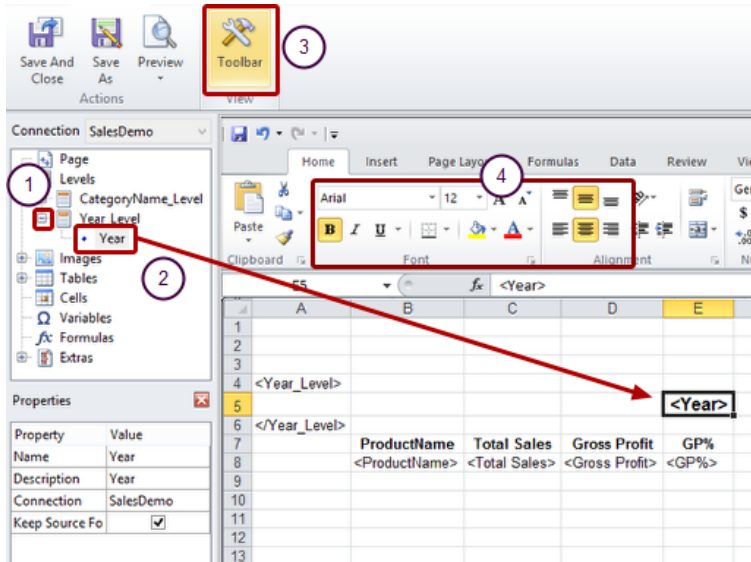 Save And Close
Save As
Preview
Toolbar
3
Actions
View
Connection SalesDemo
Page
Levels
1
CategoryName_Level
Year_Level
Year
2
Images
Tables
Cells
Variables
Formulas
Extras
Properties
Property Value
Name Year
Description Year
Connection SalesDemo
Keep Source Fo
Home Insert Page Layo Formulas Data Review
4
Paste
Arial 12 A A
B I U A
$
Clipboard Font Alignment
E5 fx <Year>
A B C D E
1
2
3
4 <Year_Level>
5 <Year>
6 </Year_Level>
7 ProductName Total Sales Gross Profit GP%
8 <ProductName> <Total Sales> <Gross Profit> <GP%>
9
10
11
12
13